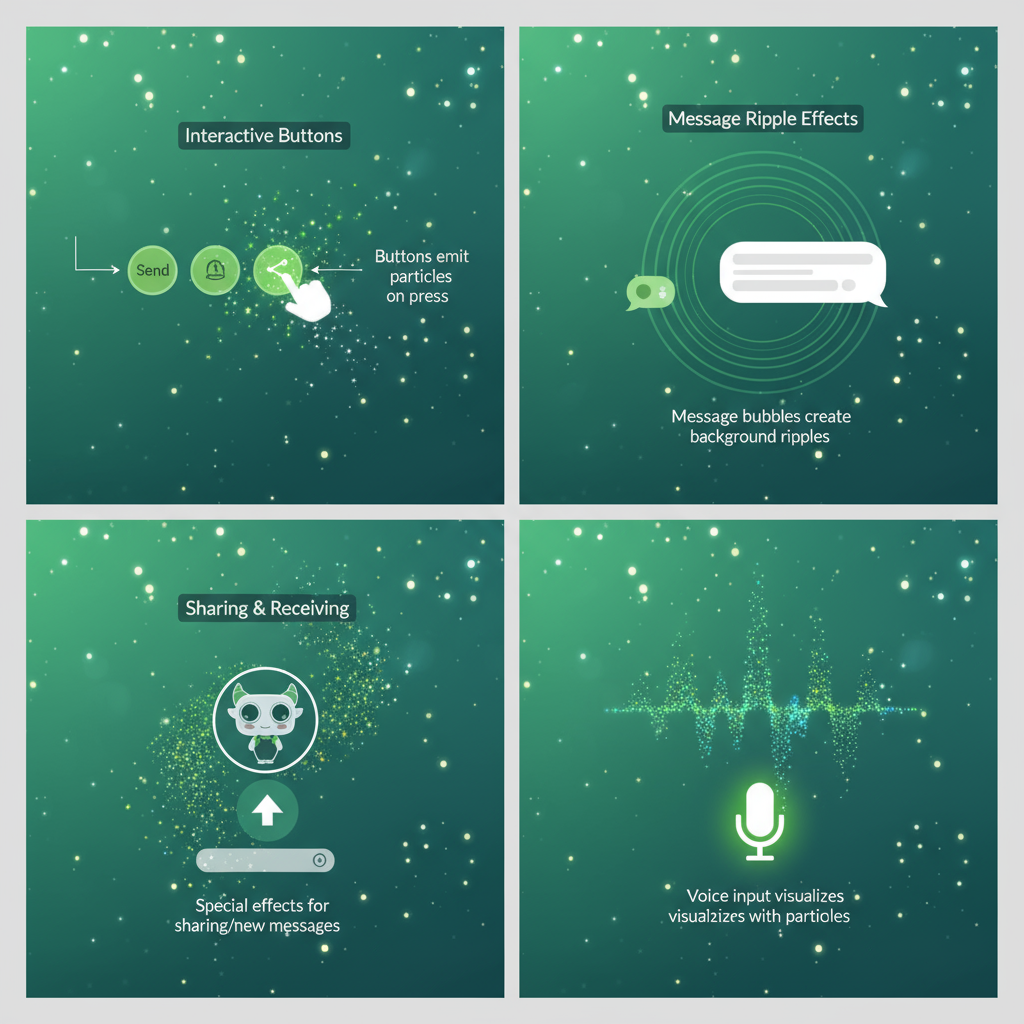 Interactive Buttons
Send
Buttons emit
particles
on press
Message Ripple Effects
Message bubbles create
background ripples
Sharing & Receiving
Special effects for
sharing/new messages
Voice input visualizes
visualzizes with partioles